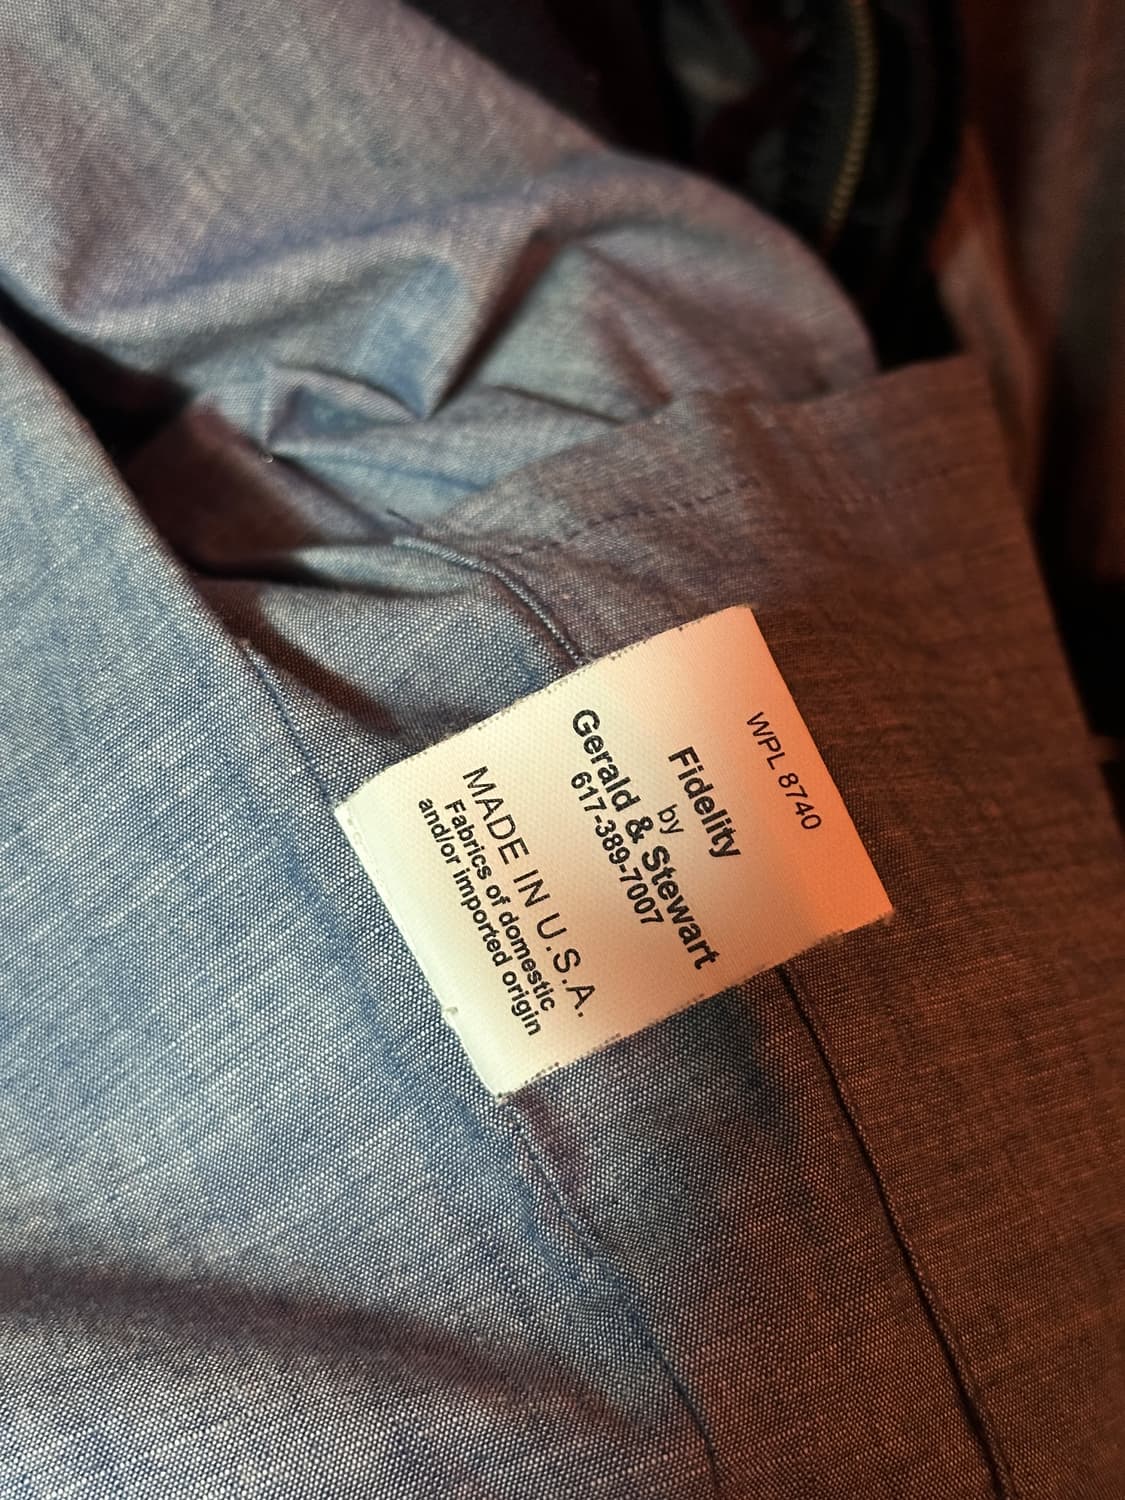 WPL 8740
Fidelity
by
Gerald & Stewart
617-389-7007
MADE IN U.S.A.
Fabrics of domestic
and/or imported origin